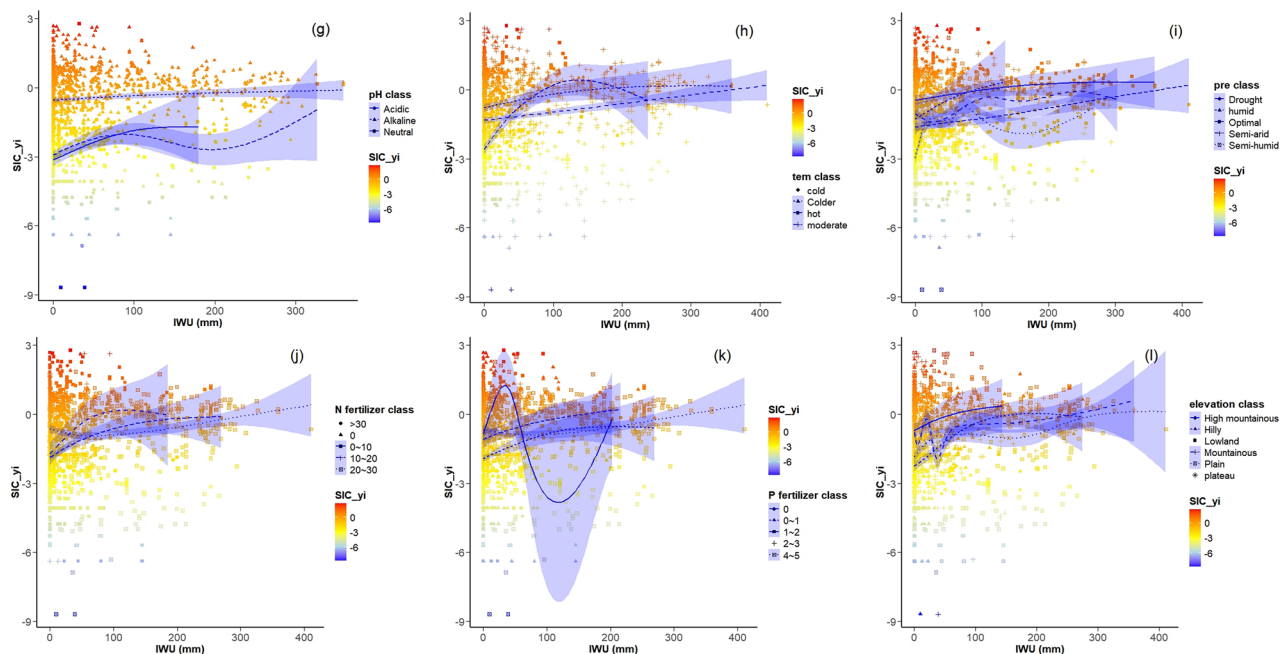 (g)
3
0
-3
-6
-9
SIC_yi
0
100
200
300
IWU (mm)
pH class
Acidic
Alkaline
Neutral
SIC_yi
3
0
-3
-6
(h)
3
0
-3
-6
-9
SIC_yi
0
100
200
300
400
IWU (mm)
SIC_yi
3
0
-3
-6
tem class
cold
Colder
hot
moderate
(i)
3
0
-3
-6
-9
SIC_yi
0
100
200
300
400
IWU (mm)
pre class
Drought
humid
Optimal
Semi-arid
Semi-humid
SIC_yi
3
0
-3
-6
(j)
3
0
-3
-6
-9
SIC_yi
0
100
200
300
400
IWU (mm)
N fertilizer class
>30
0
0~10
10~20
20~30
SIC_yi
3
0
-3
-6
(k)
3
0
-3
-6
-9
SIC_yi
0
100
200
300
400
IWU (mm)
SIC_yi
3
0
-3
-6
P fertilizer class
0
0~1
1~2
2~3
4~5
(l)
3
0
-3
-6
-9
SIC_yi
0
100
200
300
400
IWU (mm)
elevation class
High mountainous
Hilly
Lowland
Mountainous
Plain
plateau
SIC_yi
3
0
-3
-6